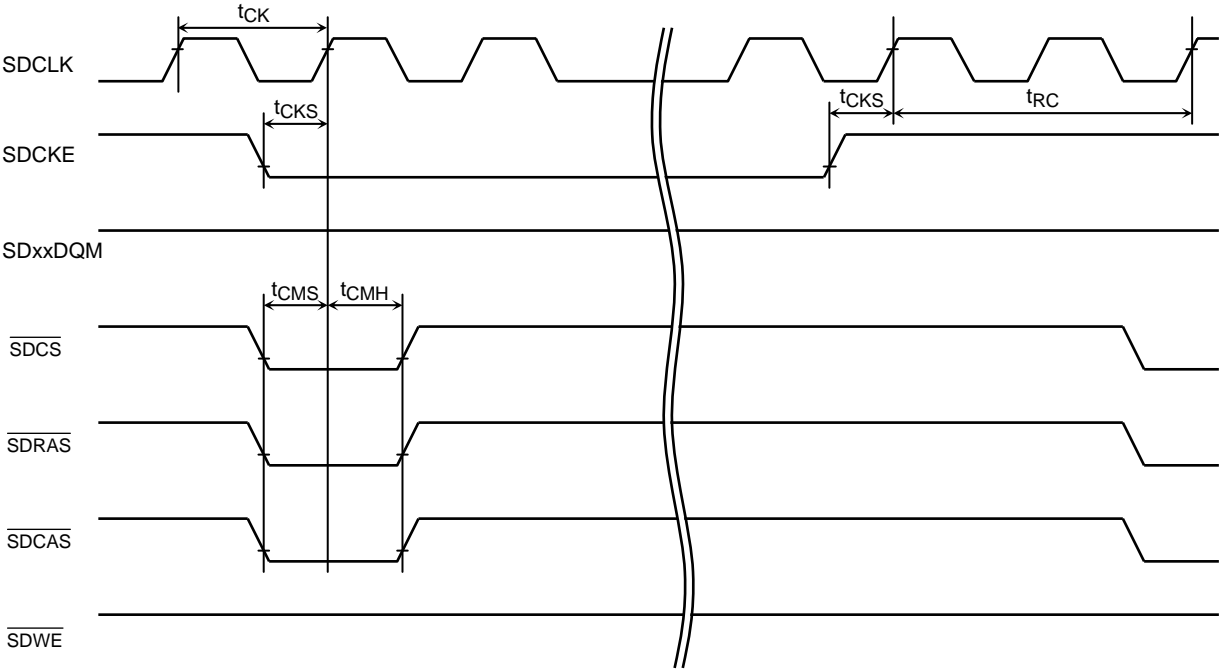 tCK
SDCLK
tCKS
tCKS
tRC
SDCKE
SDxxDQM
tCMS
tCMH
SDCS
SDRAS
SDCAS
SDWE